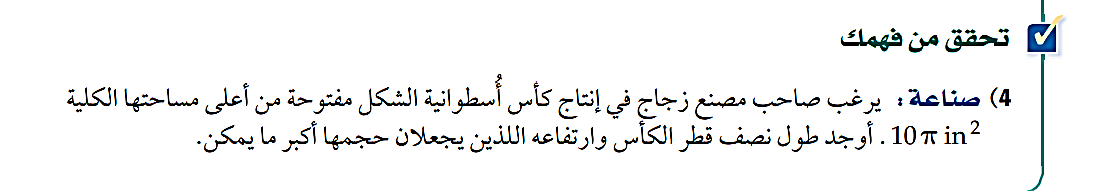 تحقق من فهمك
4) صناعة: يرغب صاحب مصنع زجاج في إنتاج كأس أُسطوانية الشكل مفتوحة من أعلى مساحتها الكلية
10π in². أوجد طول نصف قطر الكأس وارتفاعه اللذين يجعلان حجمها أكبر ما يمكن.